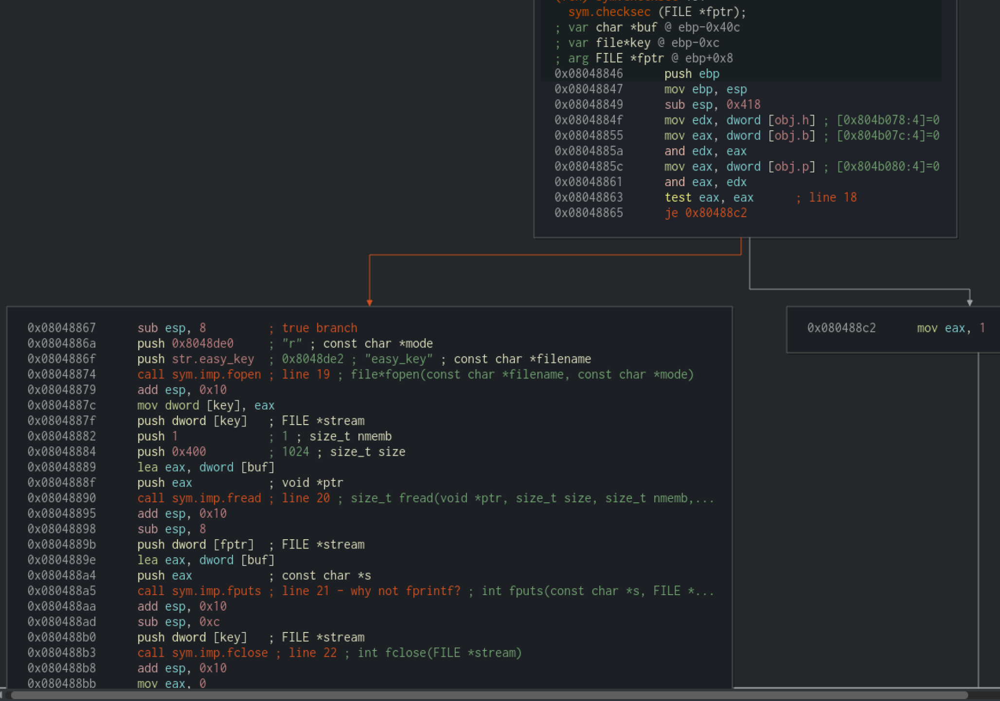 sym.checksec (FILE *fptr);
; var char *buf @ ebp-0x40c
; var file*key @ ebp-0xc
; arg FILE *fptr @ ebp+0x8
0x08048846 push ebp
0x08048847 mov ebp, esp
0x08048849 sub esp, 0x418
0x0804884f mov edx, dword [obj.h] ; [0x804b078:4]=0
0x08048855 mov eax, dword [obj.b] ; [0x804b07c:4]=0
0x0804885a and edx, eax
0x0804885c mov eax, dword [obj.p] ; [0x804b080:4]=0
0x08048861 and eax, edx
0x08048863 test eax, eax ; line 18
0x08048865 je 0x80488c2
0x08048867 sub esp, 8 ; true branch
0x0804886a push 0x8048de0 ; "r" ; const char *mode
0x0804886f push str.easy_key ; 0x8048de2 ; "easy_key" ; const char *filename
0x08048874 call sym.imp.fopen ; line 19 ; file*fopen(const char *filename, const char *mode)
0x08048879 add esp, 0x10
0x0804887c mov dword [key], eax
0x0804887f push dword [key] ; FILE *stream
0x08048882 push 1 ; 1 ; size_t nmemb
0x08048884 push 0x400 ; 1024 ; size_t size
0x08048889 lea eax, dword [buf]
0x0804888f push eax ; void *ptr
0x08048890 call sym.imp.fread ; line 20 ; size_t fread(void *ptr, size_t size, size_t nmemb,...
0x08048895 add esp, 0x10
0x08048898 sub esp, 8
0x0804889b push dword [fptr] ; FILE *stream
0x0804889e lea eax, dword [buf]
0x080488a4 push eax ; const char *s
0x080488a5 call sym.imp.fputs ; line 21 - why not fprintf? ; int fputs(const char *s, FILE *...
0x080488aa add esp, 0x10
0x080488ad sub esp, 0xc
0x080488b0 push dword [key] ; FILE *stream
0x080488b3 call sym.imp.fclose ; line 22 ; int fclose(FILE *stream)
0x080488b8 add esp, 0x10
0x080488bb mov eax, 0
0x080488c2 mov eax, 1